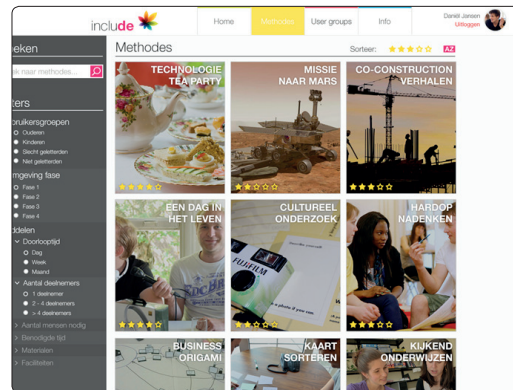 include
Home
Methodes
User groups
Info
Daniël Jansen
Uitloggen
eken
ek naar methodes...
ters
bruikersgroepen
Ouderen
Kinderen
Slecht geletterden
Niet geletterden
mgeving fase
Fase 1
Fase 2
Fase 3
Fase 4
ddelen
Doorlooptijd
Dag
Week
Maand
Aantal deelnemers
1 deelnemer
2 - 4 deelnemers
> 4 deelnemers
> Aantal mensen nodig
> Benodigde tijd
> Materialen
> Faciliteiten
Methodes
Sorteer:
AZ
TECHNOLOGIE
TEA PARTY
MISSIE
NAAR MARS
CO-CONSTRUCTION
VERHALEN
EEN DAG IN
HET LEVEN
CULTUREEL
ONDERZOEK
FUJIFILM
HARDOP
NADENKEN
BUSINESS
ORIGAMI
KAART
SORTEREN
KIJKEND
ONDERWIJZEN